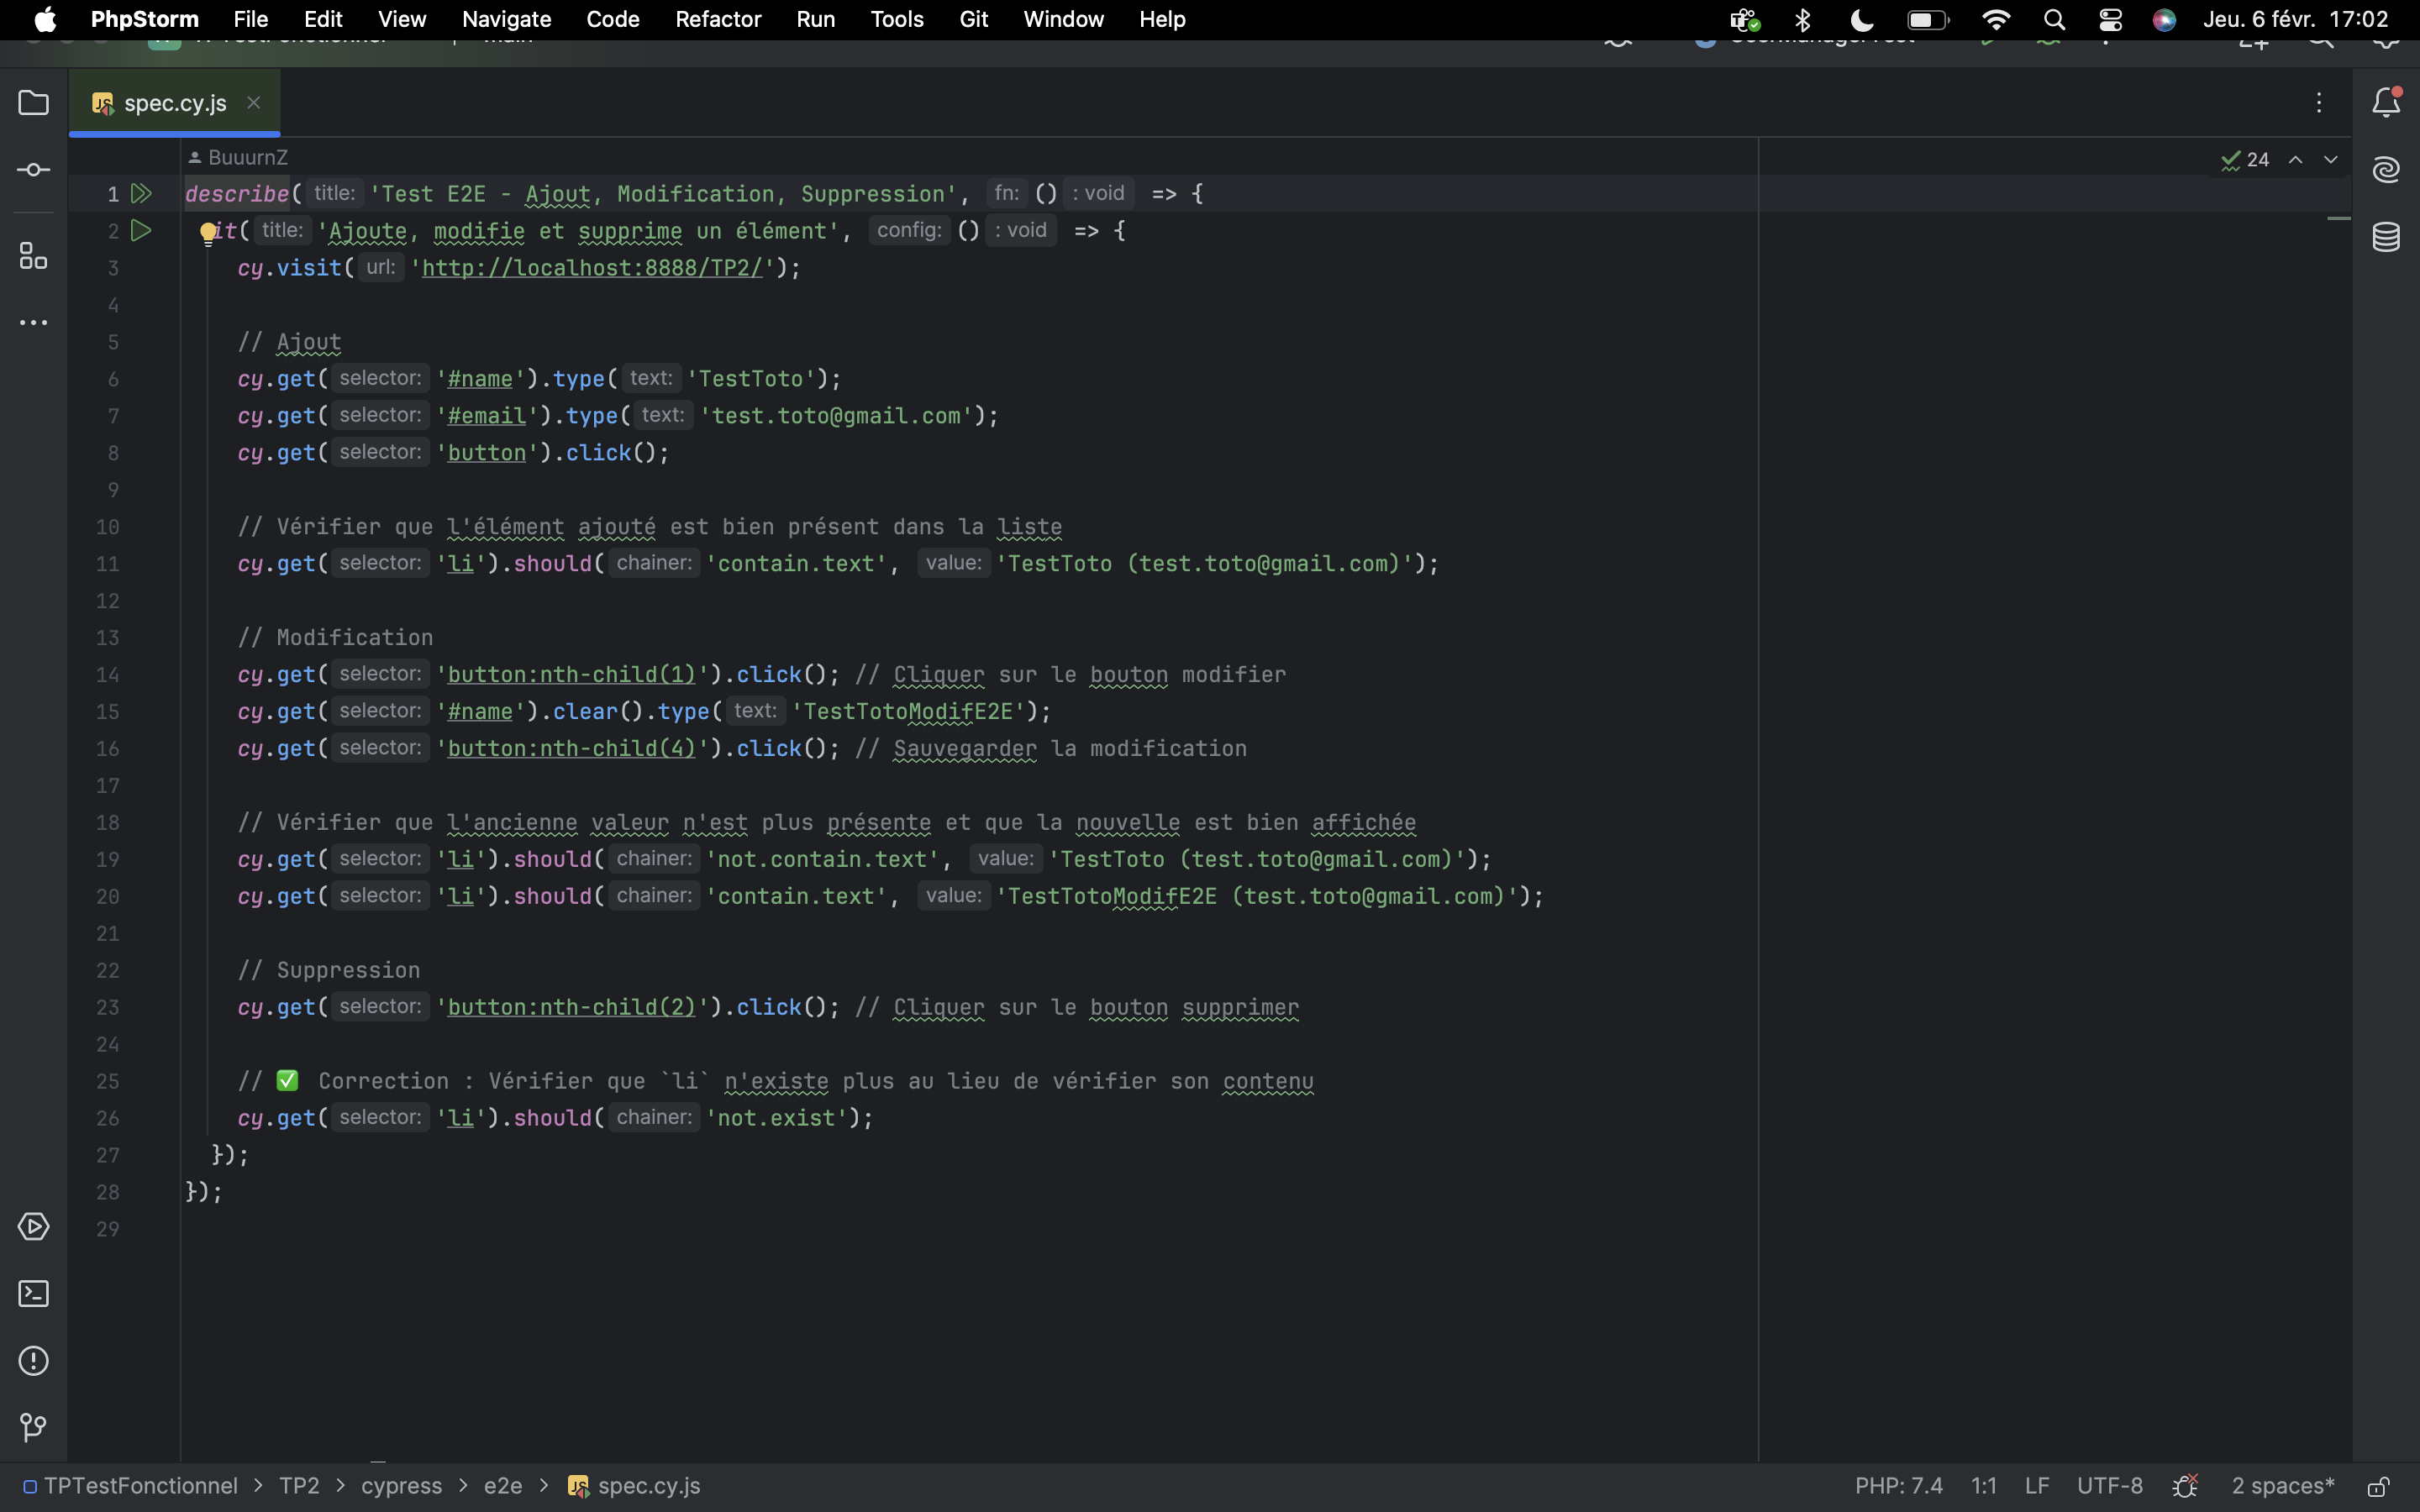 PhpStorm File Edit View Navigate Code Refactor Run Tools Git Window Help Jeu. 6 févr. 17:02
spec.cy.js
BuuurnZ
24
1 describe( title: 'Test E2E - Ajout, Modification, Suppression', fn: () : void => {
2 it( title: 'Ajoute, modifie et supprime un élément', config: () : void => {
3 cy.visit( url: 'http://localhost:8888/TP2/');
4
5 // Ajout
6 cy.get( selector: '#name').type( text: 'TestToto');
7 cy.get( selector: '#email').type( text: 'test.toto@gmail.com');
8 cy.get( selector: 'button').click();
9
10 // Vérifier que l'élément ajouté est bien présent dans la liste
11 cy.get( selector: 'li').should( chainer: 'contain.text', value: 'TestToto (test.toto@gmail.com)');
12
13 // Modification
14 cy.get( selector: 'button:nth-child(1)').click(); // Cliquer sur le bouton modifier
15 cy.get( selector: '#name').clear().type( text: 'TestTotoModifE2E');
16 cy.get( selector: 'button:nth-child(4)').click(); // Sauvegarder la modification
17
18 // Vérifier que l'ancienne valeur n'est plus présente et que la nouvelle est bien affichée
19 cy.get( selector: 'li').should( chainer: 'not.contain.text', value: 'TestToto (test.toto@gmail.com)');
20 cy.get( selector: 'li').should( chainer: 'contain.text', value: 'TestTotoModifE2E (test.toto@gmail.com)');
21
22 // Suppression
23 cy.get( selector: 'button:nth-child(2)').click(); // Cliquer sur le bouton supprimer
24
25 // ✅ Correction : Vérifier que `li` n'existe plus au lieu de vérifier son contenu
26 cy.get( selector: 'li').should( chainer: 'not.exist');
27 });
28 });
29
TPTestFonctionnel > TP2 > cypress > e2e > spec.cy.js PHP: 7.4 1:1 LF UTF-8 2 spaces*